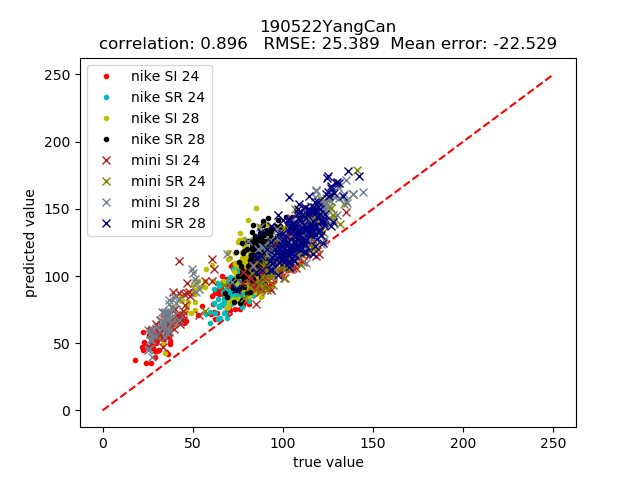 190522YangCan
correlation: 0.896 RMSE: 25.389 Mean error: -22.529
250
200
150
100
50
0
predicted value
nike SI 24
nike SR 24
nike SI 28
nike SR 28
mini SI 24
mini SR 24
mini SI 28
mini SR 28
0 50 100 150 200 250
true value